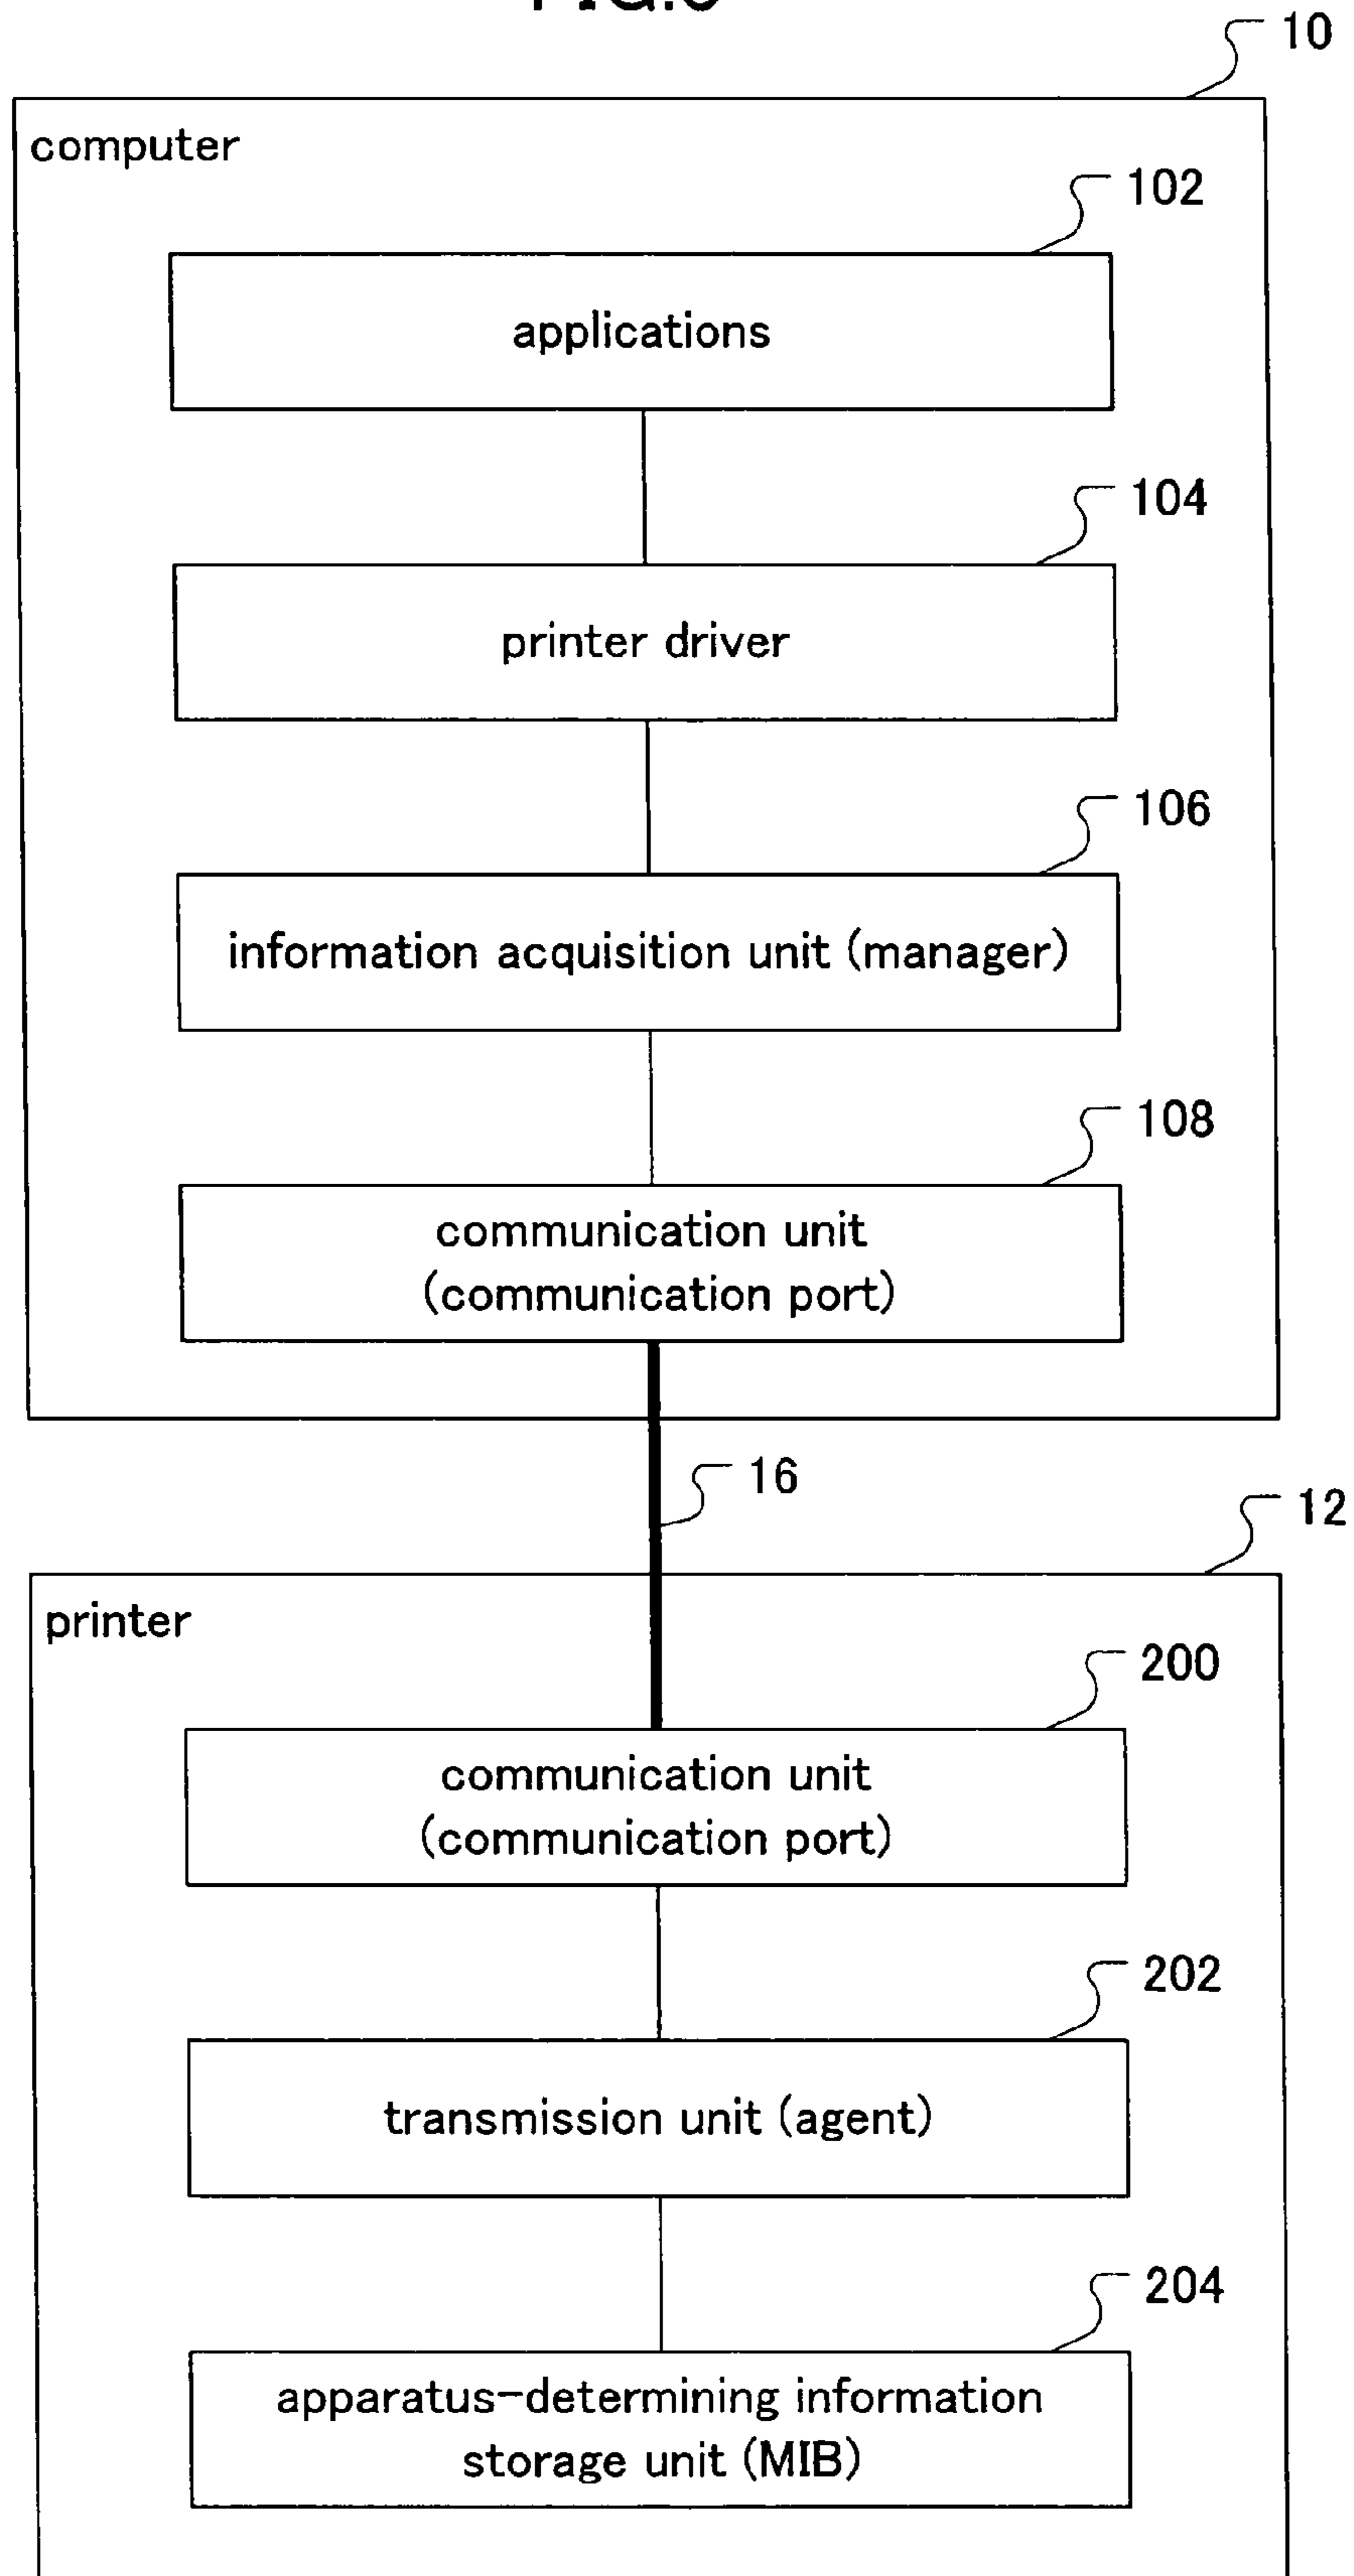 10
computer
102
applications
104
printer driver
106
information acquisition unit (manager)
108
communication unit
(communication port)
16
12
printer
200
communication unit
(communication port)
202
transmission unit (agent)
204
apparatus-determining information
storage unit (MIB)